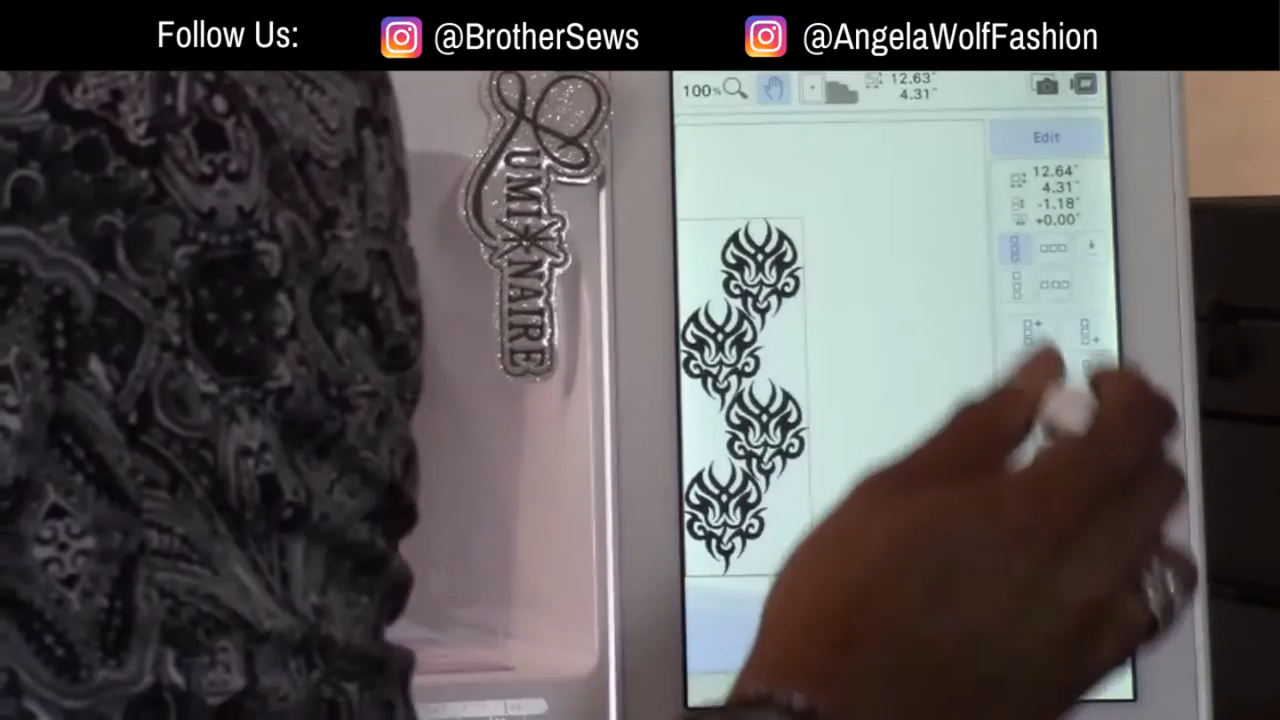 Follow Us: @BrotherSews @AngelaWolfFashion
LUMINAIRE
100%
12.63"
4.31"
Edit
12.64"
4.31"
-1.18"
+0.00"